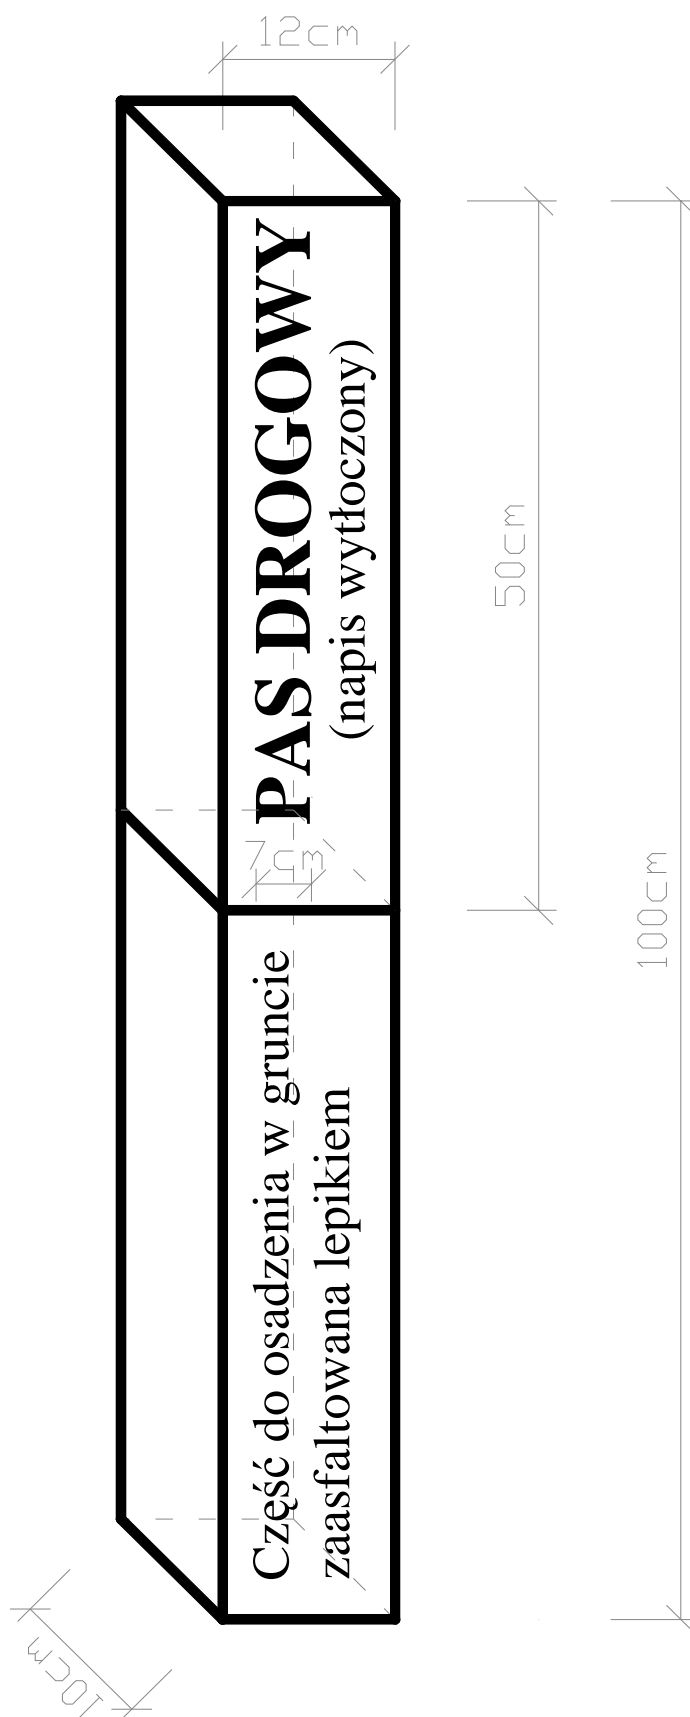 12cm
PAS DROGOWY
(napis wytłoczony)
50cm
100cm
7cm
Część do osadzenia w gruncie
zaasfaltowana lepikiem
10cm